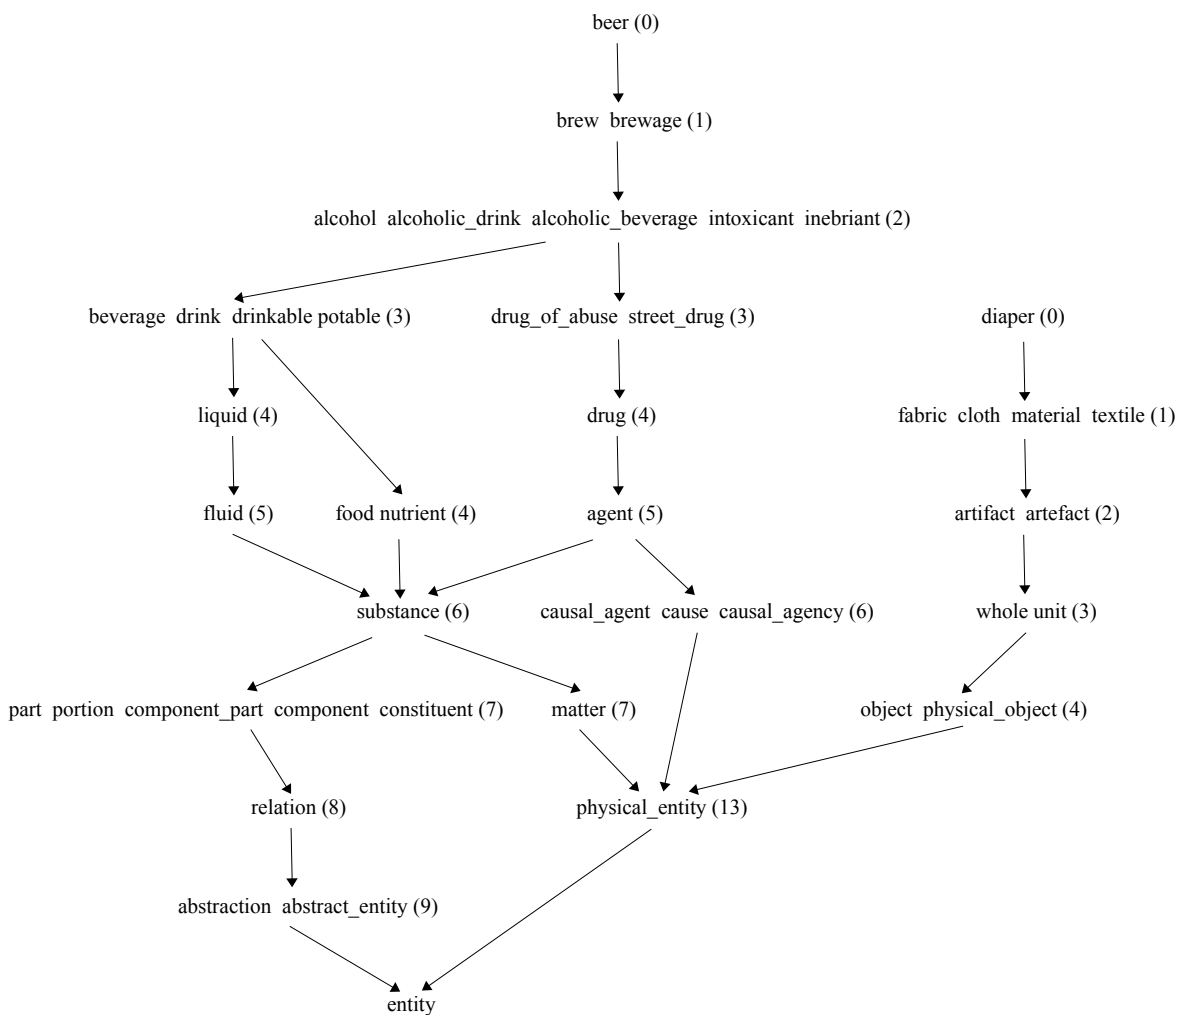 beer (0)
brew brewage (1)
alcohol alcoholic_drink alcoholic_beverage intoxicant inebriant (2)
beverage drink drinkable potable (3)
drug_of_abuse street_drug (3)
diaper (0)
liquid (4)
drug (4)
fabric cloth material textile (1)
fluid (5)
food nutrient (4)
agent (5)
artifact artefact (2)
substance (6)
causal_agent cause causal_agency (6)
whole unit (3)
part portion component_part component constituent (7)
matter (7)
object physical_object (4)
relation (8)
physical_entity (13)
abstraction abstract_entity (9)
entity